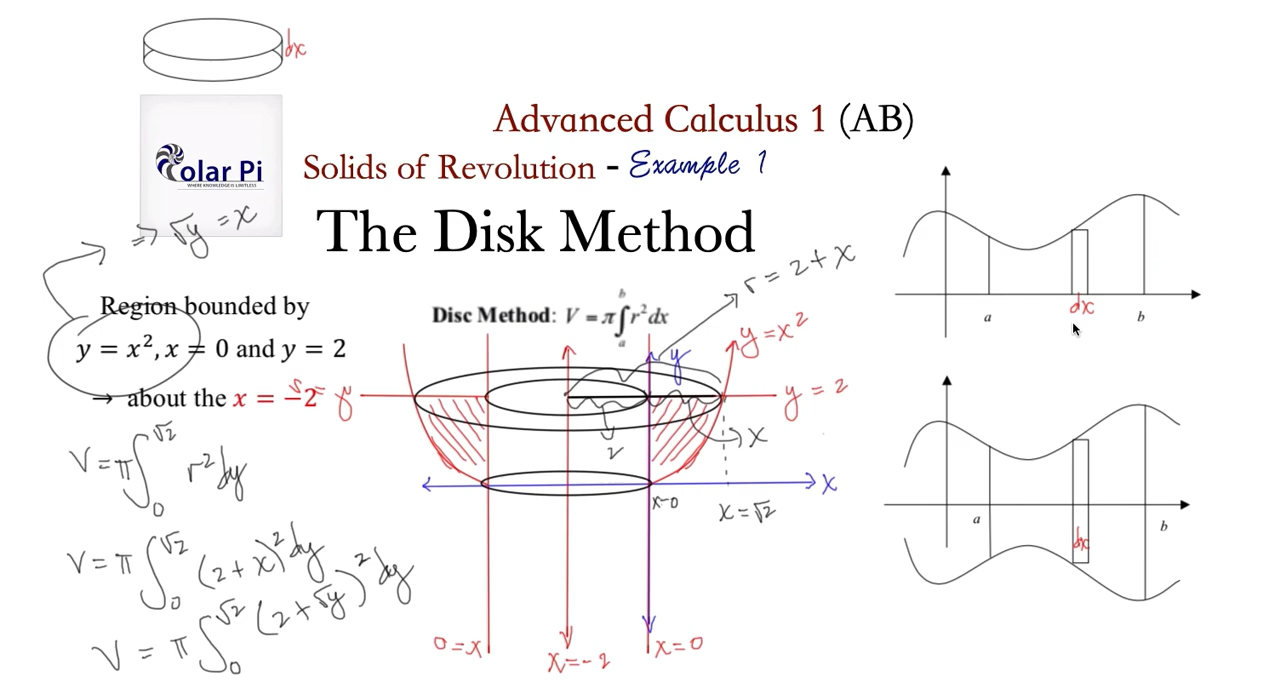 dx
Advanced Calculus 1 (AB)
Solids of Revolution - Example 1
olar Pi
WHERE KNOWLEDGE IS LIMITLESS
The Disk Method
⇒ √y = x
r = 2 + x
Region bounded by
Disc Method: V = π∫ₐᵇ r² dx
y = x², x = 0 and y = 2
→ about the x = -2
y
y = x²
y = 2
2
x
x
x=0
x = √2
V = π∫₀^√2 r² dy
V = π∫₀^√2 (2+x)² dy
V = π∫₀^√2 (2+√y)² dy
0=x
x=-2
x=0
a
dx
b
a
dx
b